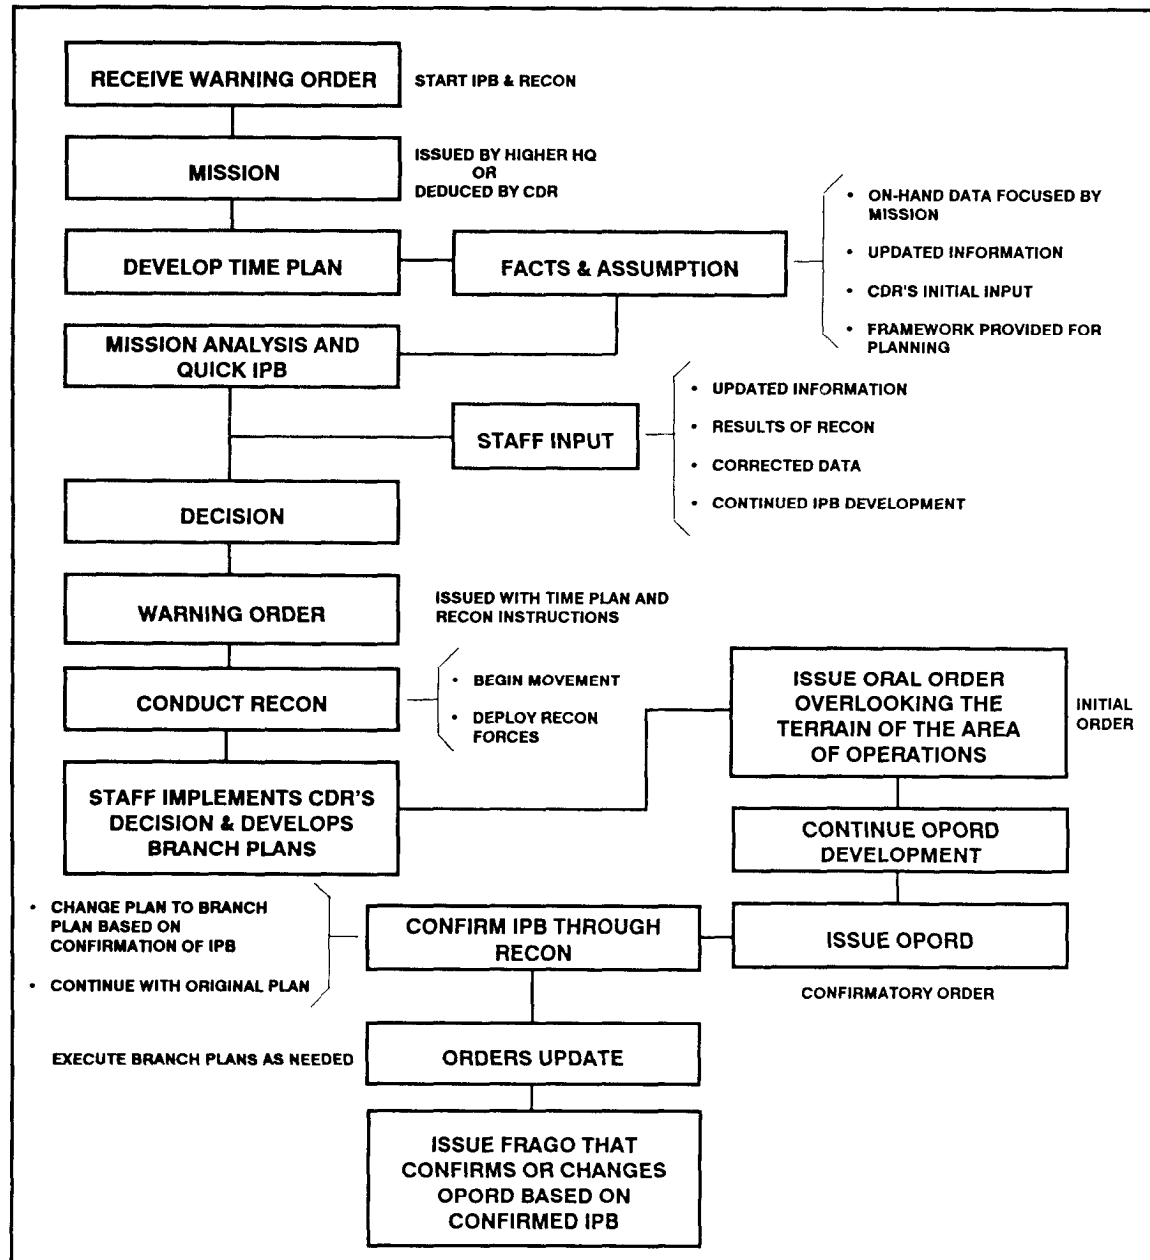 RECEIVE WARNING ORDER
START IPB & RECON
MISSION
ISSUED BY HIGHER HQ
OR
DEDUCED BY CDR
DEVELOP TIME PLAN
FACTS & ASSUMPTION
• ON-HAND DATA FOCUSED BY
MISSION
• UPDATED INFORMATION
• CDR'S INITIAL INPUT
• FRAMEWORK PROVIDED FOR
PLANNING
MISSION ANALYSIS AND
QUICK IPB
STAFF INPUT
• UPDATED INFORMATION
• RESULTS OF RECON
• CORRECTED DATA
• CONTINUED IPB DEVELOPMENT
DECISION
WARNING ORDER
ISSUED WITH TIME PLAN AND
RECON INSTRUCTIONS
CONDUCT RECON
• BEGIN MOVEMENT
• DEPLOY RECON
FORCES
STAFF IMPLEMENTS CDR'S
DECISION & DEVELOPS
BRANCH PLANS
ISSUE ORAL ORDER
OVERLOOKING THE
TERRAIN OF THE AREA
OF OPERATIONS
INITIAL
ORDER
CONTINUE OPORD
DEVELOPMENT
ISSUE OPORD
CONFIRMATORY ORDER
CONFIRM IPB THROUGH
RECON
• CHANGE PLAN TO BRANCH
PLAN BASED ON
CONFIRMATION OF IPB
• CONTINUE WITH ORIGINAL PLAN
EXECUTE BRANCH PLANS AS NEEDED
ORDERS UPDATE
ISSUE FRAGO THAT
CONFIRMS OR CHANGES
OPORD BASED ON
CONFIRMED IPB